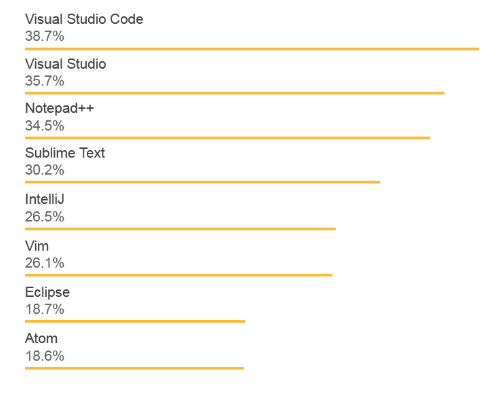 Visual Studio Code
38.7%
Visual Studio
35.7%
Notepad++
34.5%
Sublime Text
30.2%
IntelliJ
26.5%
Vim
26.1%
Eclipse
18.7%
Atom
18.6%